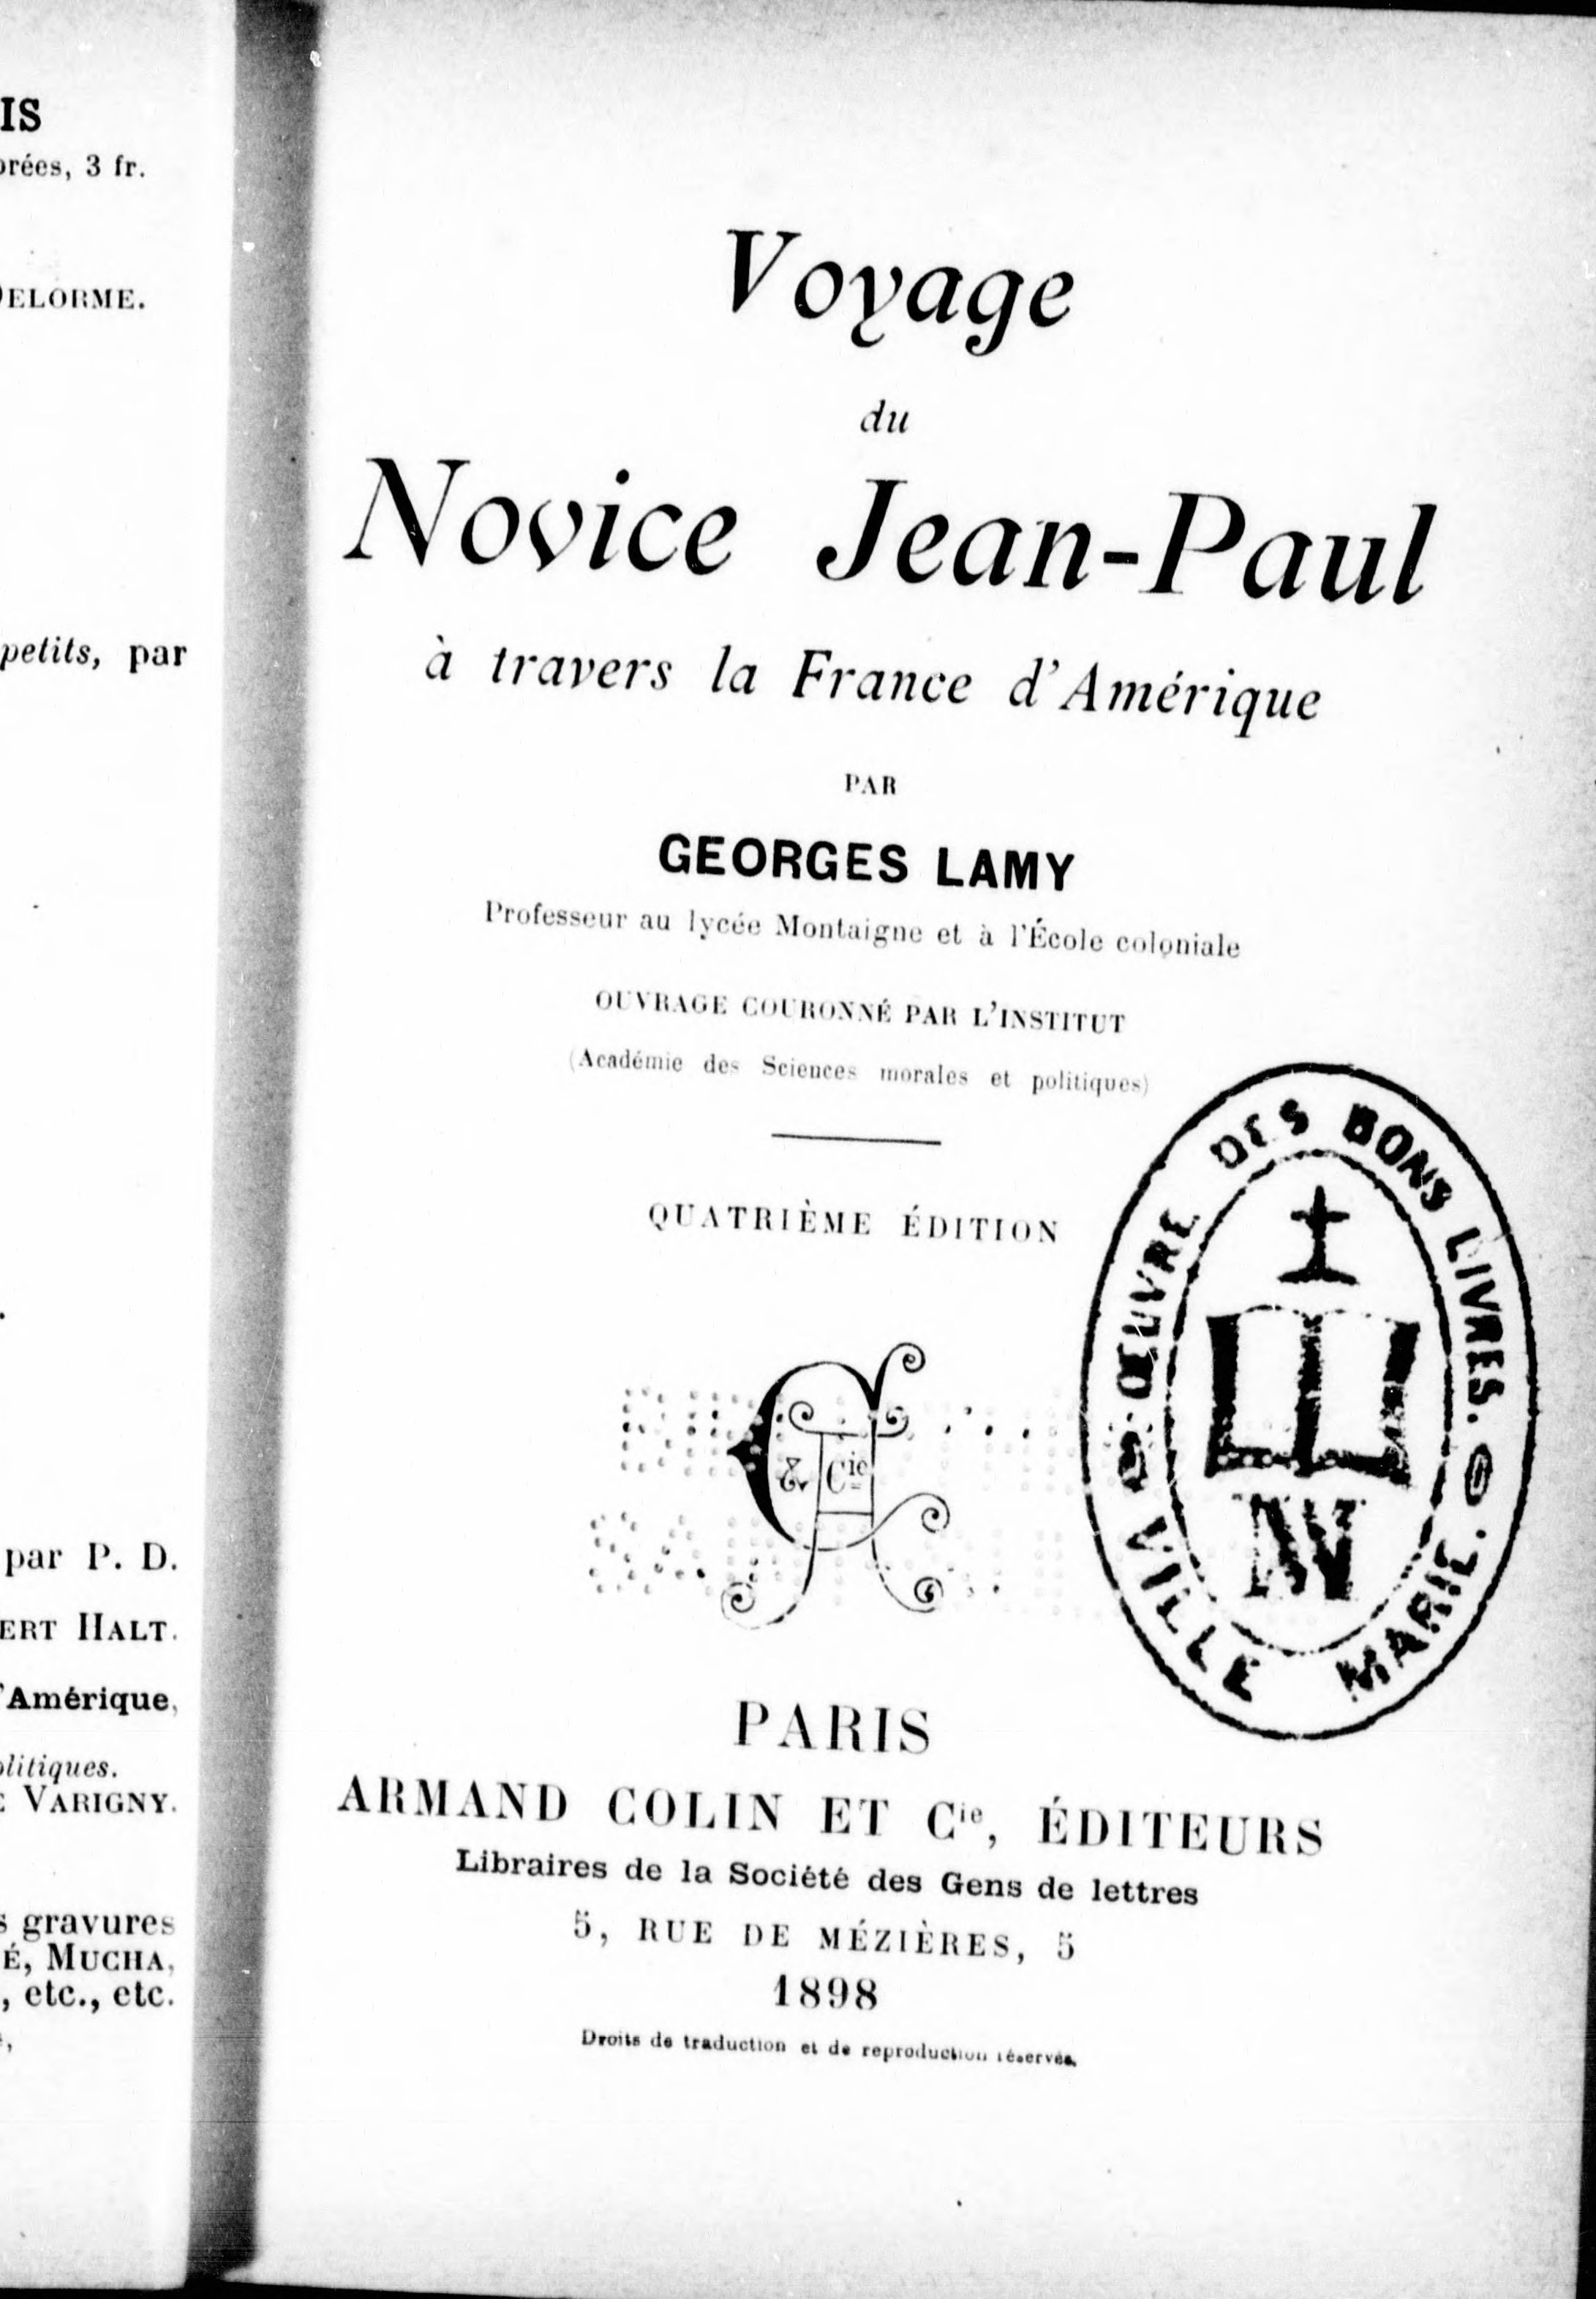 IS
orées, 3 fr.
DELORME.
petits, par
par P. D.
ERT HALT.
'Amérique,
olitiques.
E VARIGNY.
s gravures
É, MUCHA,
, etc., etc.
Voyage
du
Novice Jean-Paul
à travers la France d'Amérique
PAR
GEORGES LAMY
Professeur au lycée Montaigne et à l'École coloniale
OUVRAGE COURONNÉ PAR L'INSTITUT
(Académie des Sciences morales et politiques)
QUATRIÈME ÉDITION
& Cie
ŒUVRE DES BONS LIVRES.
VILLE MARIE.
PARIS
ARMAND COLIN ET Cie, ÉDITEURS
Libraires de la Société des Gens de lettres
5, RUE DE MÉZIÈRES, 5
1898
Droits de traduction et de reproduction réservés.